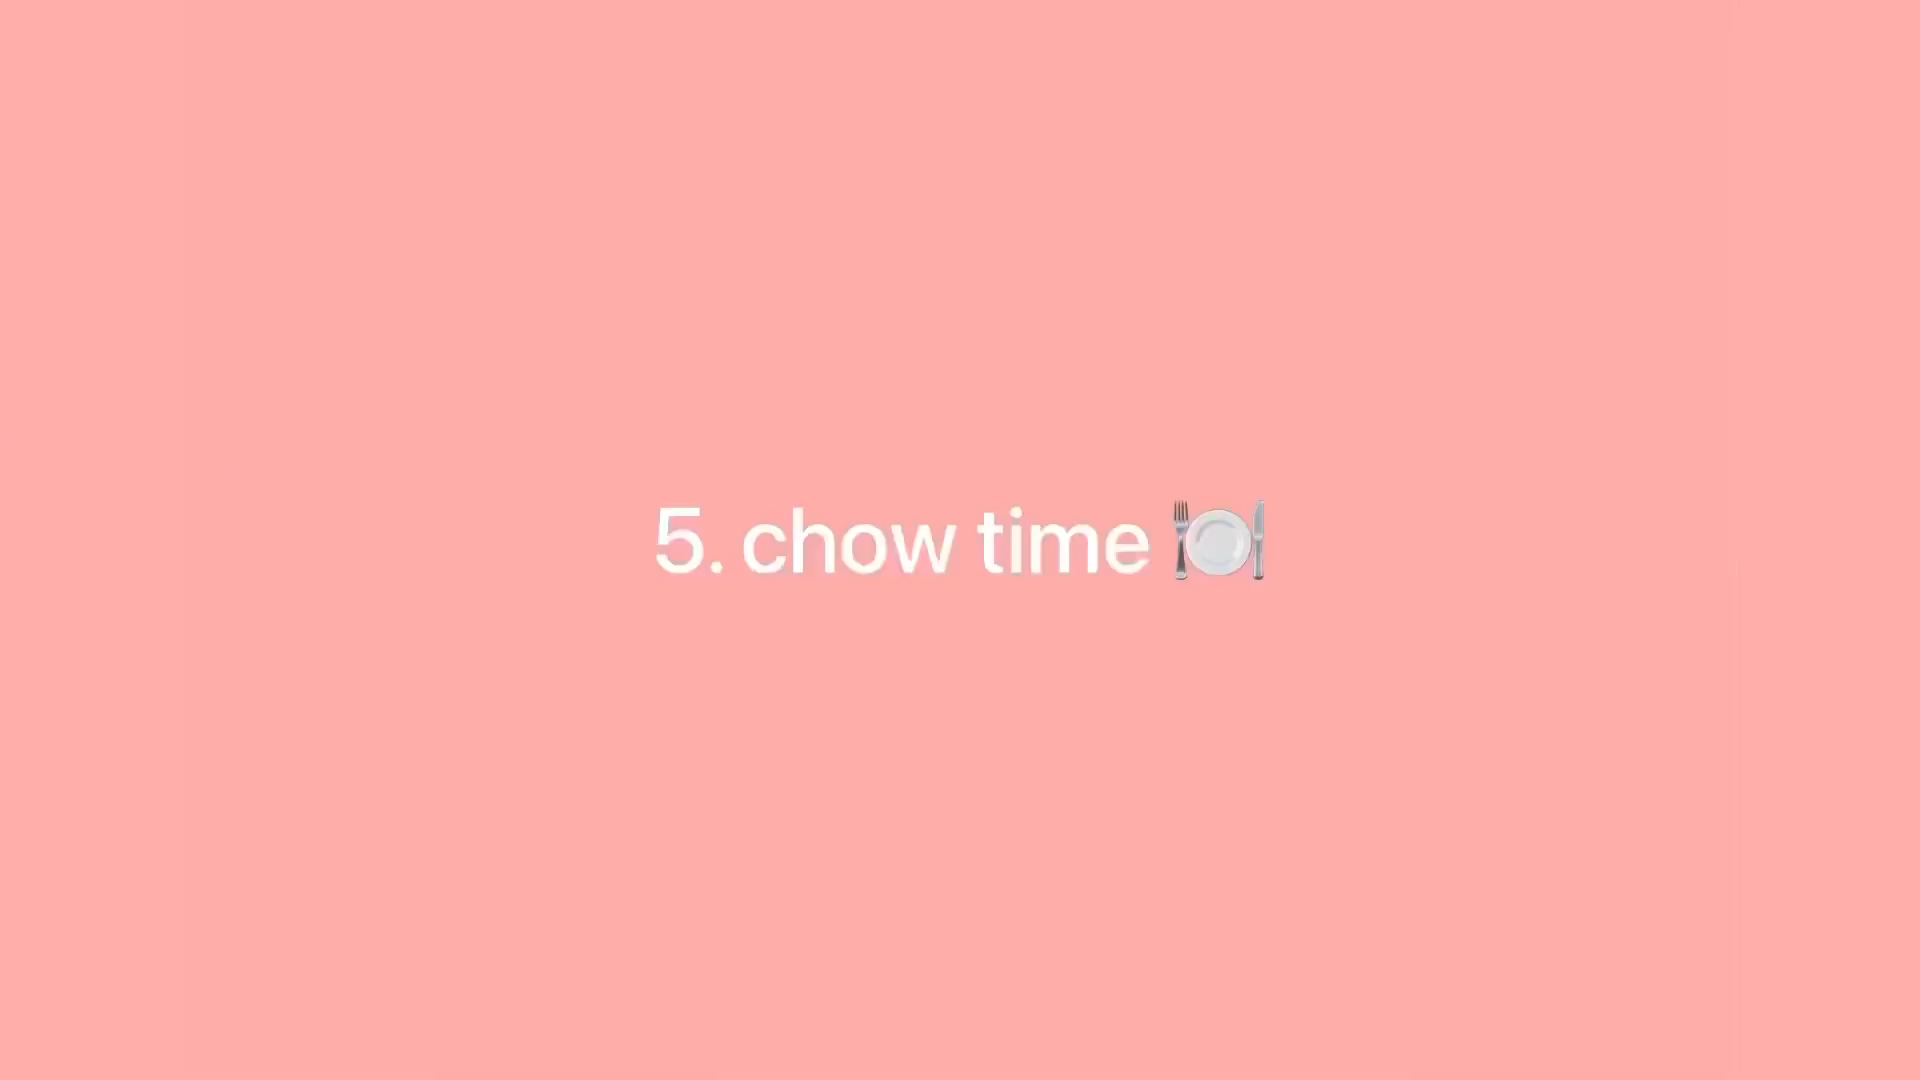 5. chow time 🍽️